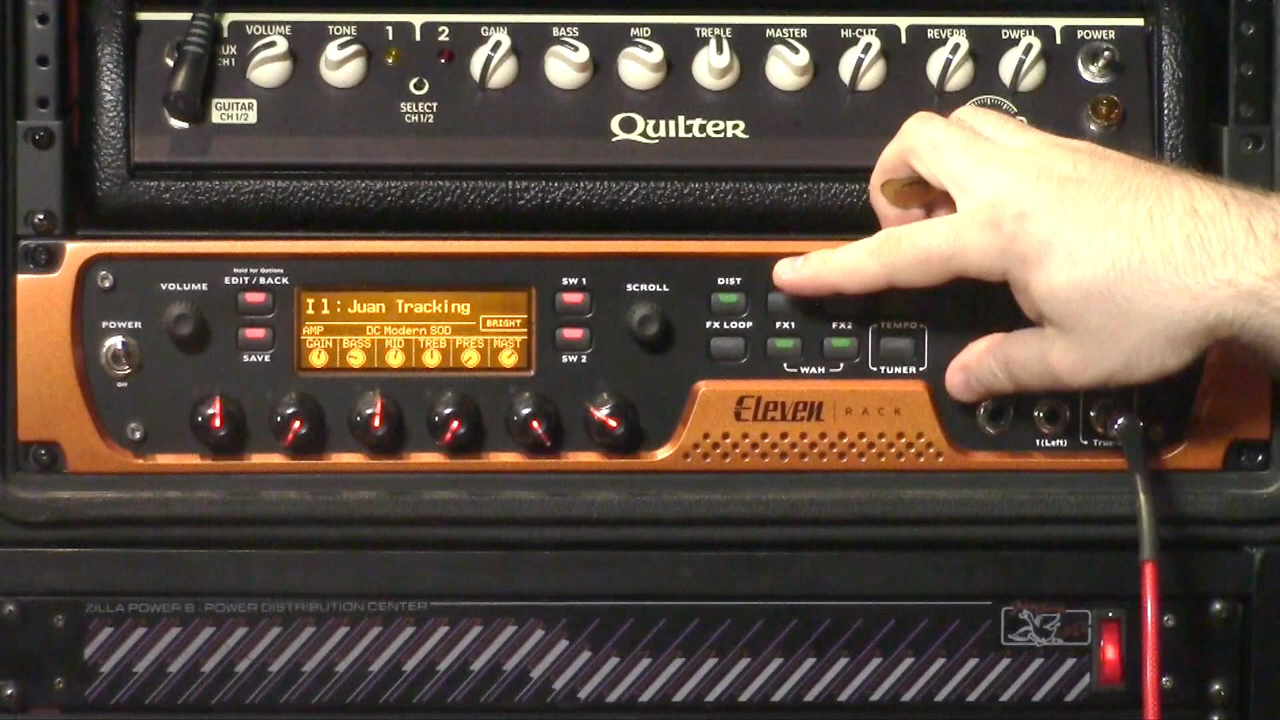 VOLUME TONE 1 2 GAIN BASS MID TREBLE MASTER HI-CUT REVERB DWELL POWER
AUX
CH 1
GUITAR
CH 1/2
SELECT
CH 1/2
QUILTER
Hold for Options
EDIT / BACK
VOLUME
POWER
Off
SAVE
I1: Juan Tracking
BRIGHT
AMP DC Modern SOD
GAIN BASS MID TREB PRES MAST
SW 1
SW 2
SCROLL
DIST
FX LOOP FX1 FX2 TEMPO
WAH TUNER
Eleven RACK
1(Left)
ZILLA POWER 8 - POWER DISTRIBUTION CENTER